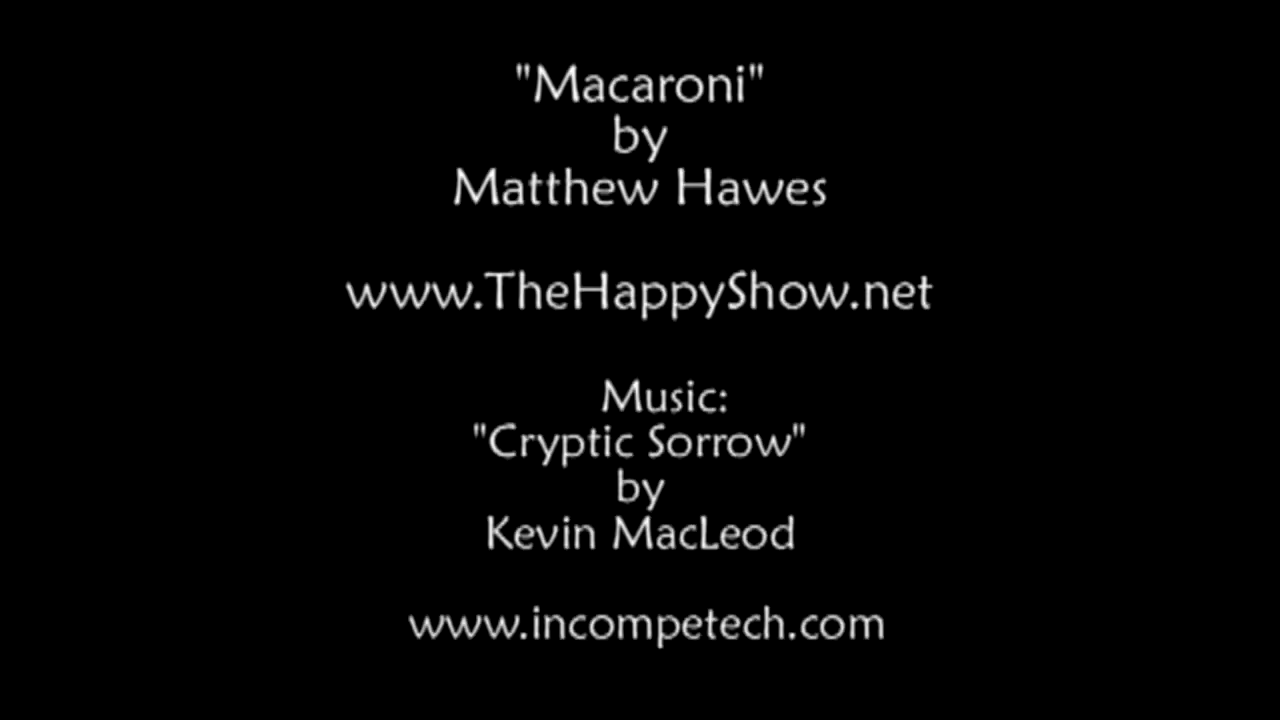 "Macaroni"
by
Matthew Hawes
www.TheHappyShow.net
Music:
"Cryptic Sorrow"
by
Kevin MacLeod
www.incompetech.com